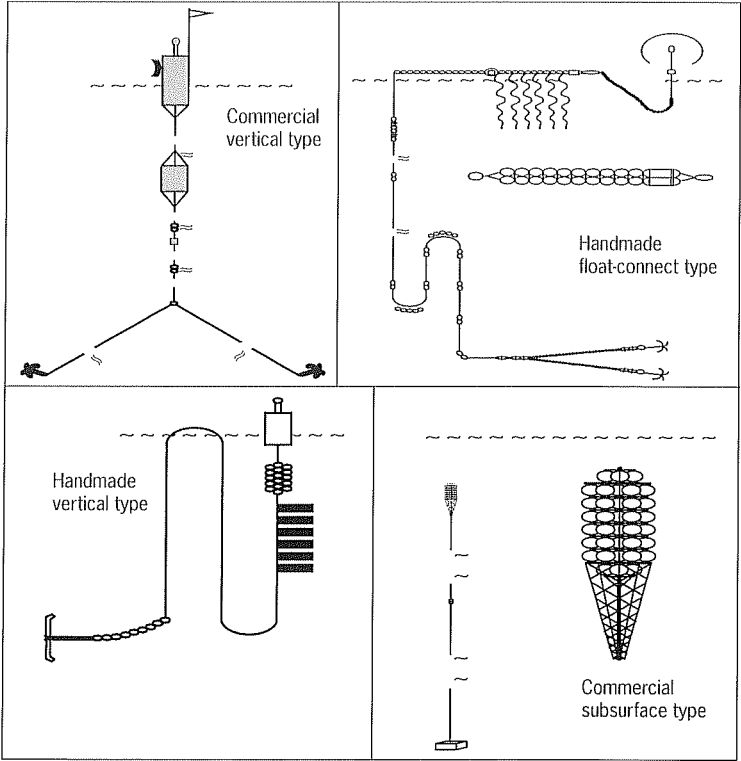 Commercial
vertical type
Handmade
float-connect type
Handmade
vertical type
Commercial
subsurface type